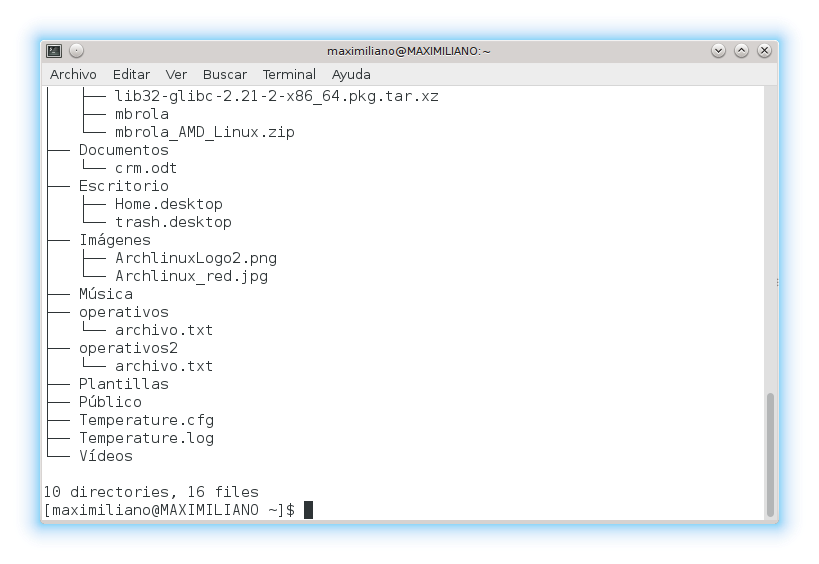 maximiliano@MAXIMILIANO:~
Archivo Editar Ver Buscar Terminal Ayuda
│   ├── lib32-glibc-2.21-2-x86_64.pkg.tar.xz
│   ├── mbrola
│   └── mbrola_AMD_Linux.zip
├── Documentos
│   └── crm.odt
├── Escritorio
│   ├── Home.desktop
│   └── trash.desktop
├── Imágenes
│   ├── ArchlinuxLogo2.png
│   └── Archlinux_red.jpg
├── Música
├── operativos
│   └── archivo.txt
├── operativos2
│   └── archivo.txt
├── Plantillas
├── Público
├── Temperature.cfg
├── Temperature.log
└── Vídeos
10 directories, 16 files
[maximiliano@MAXIMILIANO ~]$